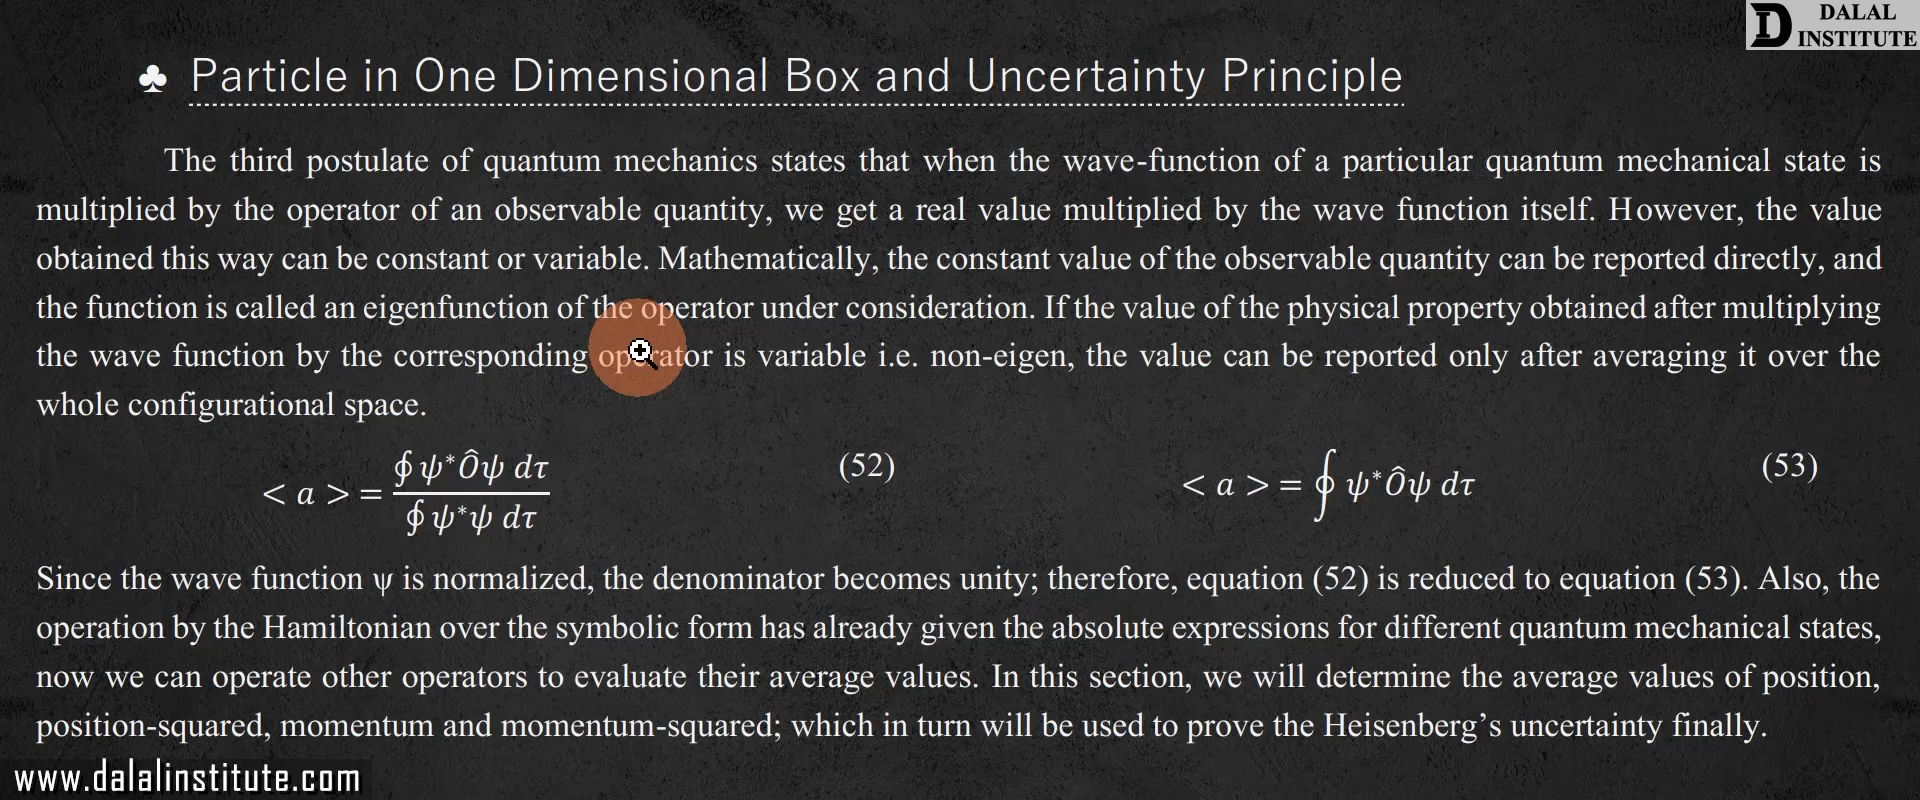 DALAL
INSTITUTE
♣ Particle in One Dimensional Box and Uncertainty Principle
The third postulate of quantum mechanics states that when the wave-function of a particular quantum mechanical state is
multiplied by the operator of an observable quantity, we get a real value multiplied by the wave function itself. However, the value
obtained this way can be constant or variable. Mathematically, the constant value of the observable quantity can be reported directly, and
the function is called an eigenfunction of the operator under consideration. If the value of the physical property obtained after multiplying
the wave function by the corresponding operator is variable i.e. non-eigen, the value can be reported only after averaging it over the
whole configurational space.
< a > = ∮ ψ*Ôψ dτ / ∮ ψ*ψ dτ (52) < a > = ∮ ψ*Ôψ dτ (53)
Since the wave function ψ is normalized, the denominator becomes unity; therefore, equation (52) is reduced to equation (53). Also, the
operation by the Hamiltonian over the symbolic form has already given the absolute expressions for different quantum mechanical states,
now we can operate other operators to evaluate their average values. In this section, we will determine the average values of position,
position-squared, momentum and momentum-squared; which in turn will be used to prove the Heisenberg’s uncertainty finally.
www.dalalinstitute.com